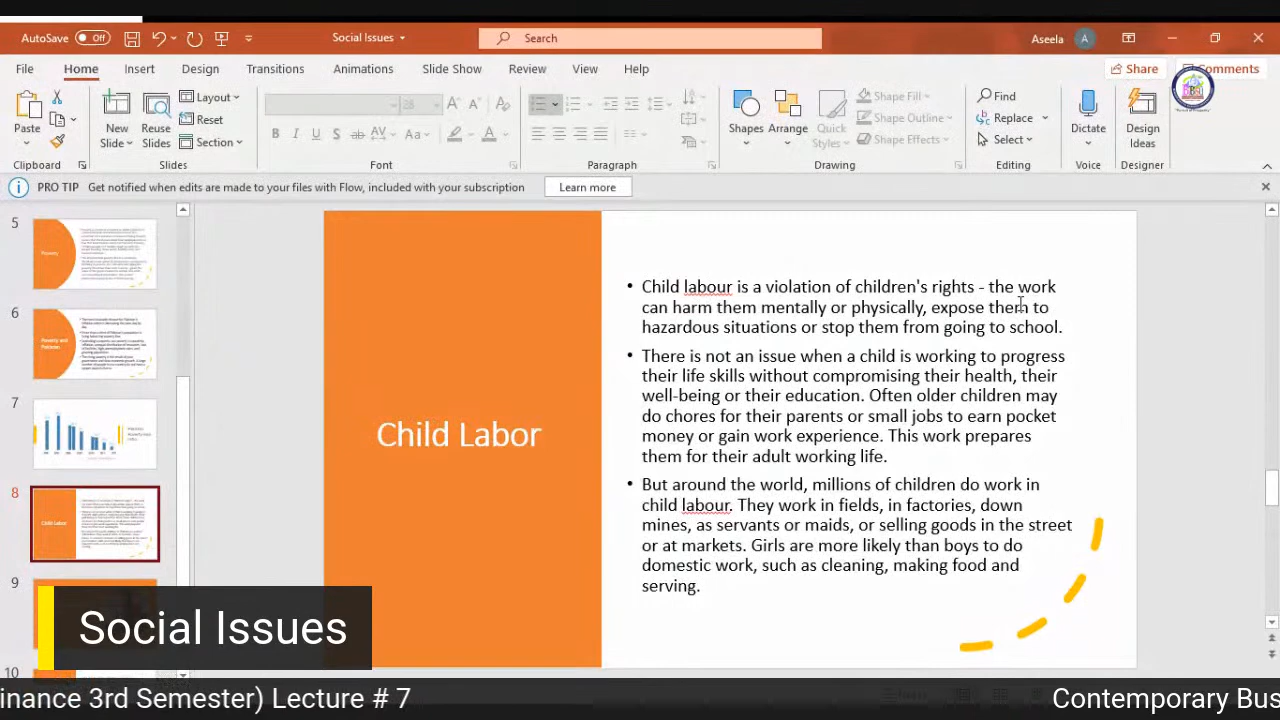 AutoSave Off Social Issues Search Aseela A
File Home Insert Design Transitions Animations Slide Show Review View Help Share Comments
Paste New Slide Reuse Slides Layout Reset Section
B I U S ab AV Aa A
Shapes Arrange Quick Styles Shape Fill Shape Outline Shape Effects
Find Replace Select Dictate Design Ideas
Clipboard Slides Font Paragraph Drawing Editing Voice Designer
PRO TIP Get notified when edits are made to your files with Flow, included with your subscription Learn more
5
Poverty
6
Poverty and Pakistan
7
8
Child Labor
9
10
Child Labor
• Child labour is a violation of children's rights - the work
can harm them mentally or physically, expose them to
hazardous situations or stop them from going to school.
• There is not an issue when a child is working to progress
their life skills without compromising their health, their
well-being or their education. Often older children may
do chores for their parents or small jobs to earn pocket
money or gain work experience. This work prepares
them for their adult working life.
• But around the world, millions of children do work in
child labour. They work in fields, in factories, down
mines, as servants or maids, or selling goods in the street
or at markets. Girls are more likely than boys to do
domestic work, such as cleaning, making food and
serving.
Social Issues
inance 3rd Semester) Lecture # 7 Contemporary Bus